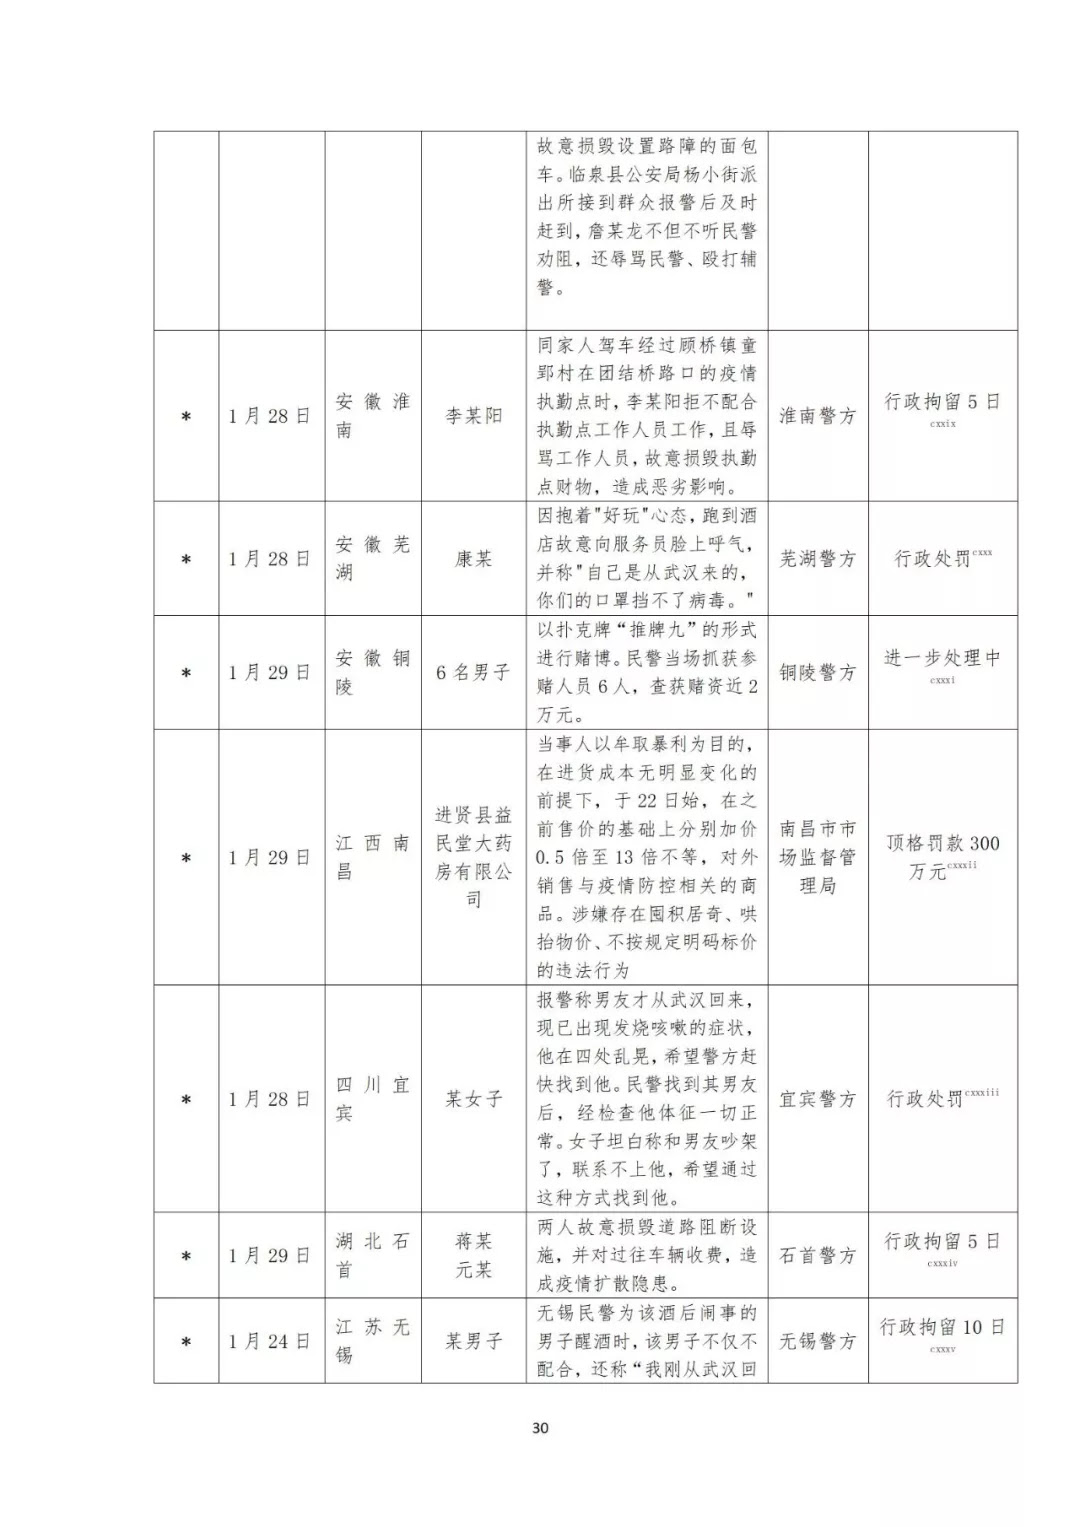 故意损毁设置路障的面包
车。临泉县公安局杨小街派
出所接到群众报警后及时
赶到，詹某龙不但不听民警
劝阻，还辱骂民警、殴打辅
警。
*
1月28日
安徽淮
南
李某阳
同家人驾车经过顾桥镇童
郢村在团结桥路口的疫情
执勤点时，李某阳拒不配合
执勤点工作人员工作，且辱
骂工作人员，故意损毁执勤
点财物，造成恶劣影响。
淮南警方
行政拘留5日
cxxix
*
1月28日
安徽芜
湖
康某
因抱着"好玩"心态，跑到酒
店故意向服务员脸上呼气，
并称"自己是从武汉来的，
你们的口罩挡不了病毒。"
芜湖警方
行政处罚cxxx
*
1月29日
安徽铜
陵
6名男子
以扑克牌“推牌九”的形式
进行赌博。民警当场抓获参
赌人员6人，查获赌资近2
万元。
铜陵警方
进一步处理中
cxxxi
*
1月29日
江西南
昌
进贤县益
民堂大药
房有限公
司
当事人以牟取暴利为目的，
在进货成本无明显变化的
前提下，于22日始，在之
前售价的基础上分别加价
0.5倍至13倍不等，对外
销售与疫情防控相关的商
品。涉嫌存在囤积居奇、哄
抬物价、不按规定明码标价
的违法行为
南昌市市
场监督管
理局
顶格罚款300
万元cxxxii
*
1月28日
四川宜
宾
某女子
报警称男友才从武汉回来，
现已出现发烧咳嗽的症状，
他在四处乱晃，希望警方赶
快找到他。民警找到其男友
后，经检查他体征一切正
常。女子坦白称和男友吵架
了，联系不上他，希望通过
这种方式找到他。
宜宾警方
行政处罚cxxxiii
*
1月29日
湖北石
首
蒋某
元某
两人故意损毁道路阻断设
施，并对过往车辆收费，造
成疫情扩散隐患。
石首警方
行政拘留5日
cxxxiv
*
1月24日
江苏无
锡
某男子
无锡民警为该酒后闹事的
男子醒酒时，该男子不仅不
配合，还称“我刚从武汉回
无锡警方
行政拘留10日
cxxxv
30